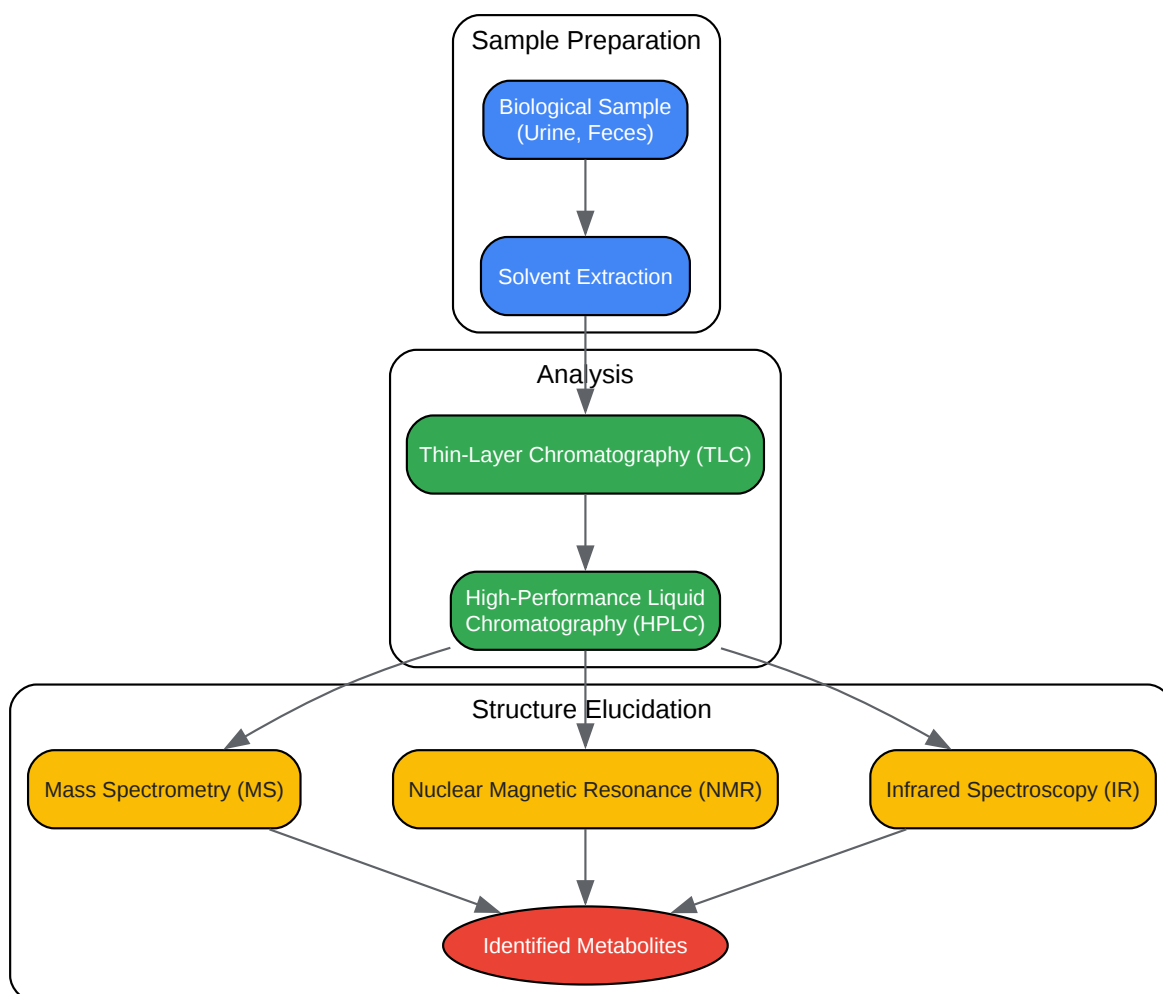 Sample Preparation
Biological Sample
(Urine, Feces)
Solvent Extraction
Analysis
Thin-Layer Chromatography (TLC)
High-Performance Liquid
Chromatography (HPLC)
Structure Elucidation
Mass Spectrometry (MS)
Nuclear Magnetic Resonance (NMR)
Infrared Spectroscopy (IR)
Identified Metabolites